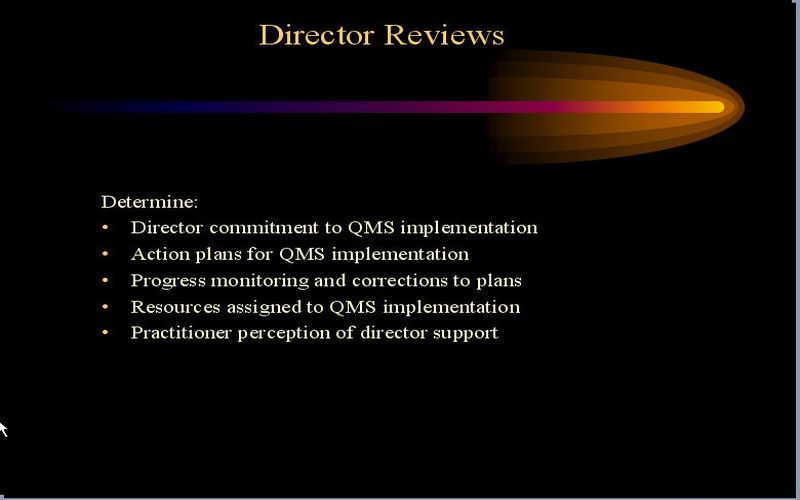 Director Reviews
Determine:
• Director commitment to QMS implementation
• Action plans for QMS implementation
• Progress monitoring and corrections to plans
• Resources assigned to QMS implementation
• Practitioner perception of director support